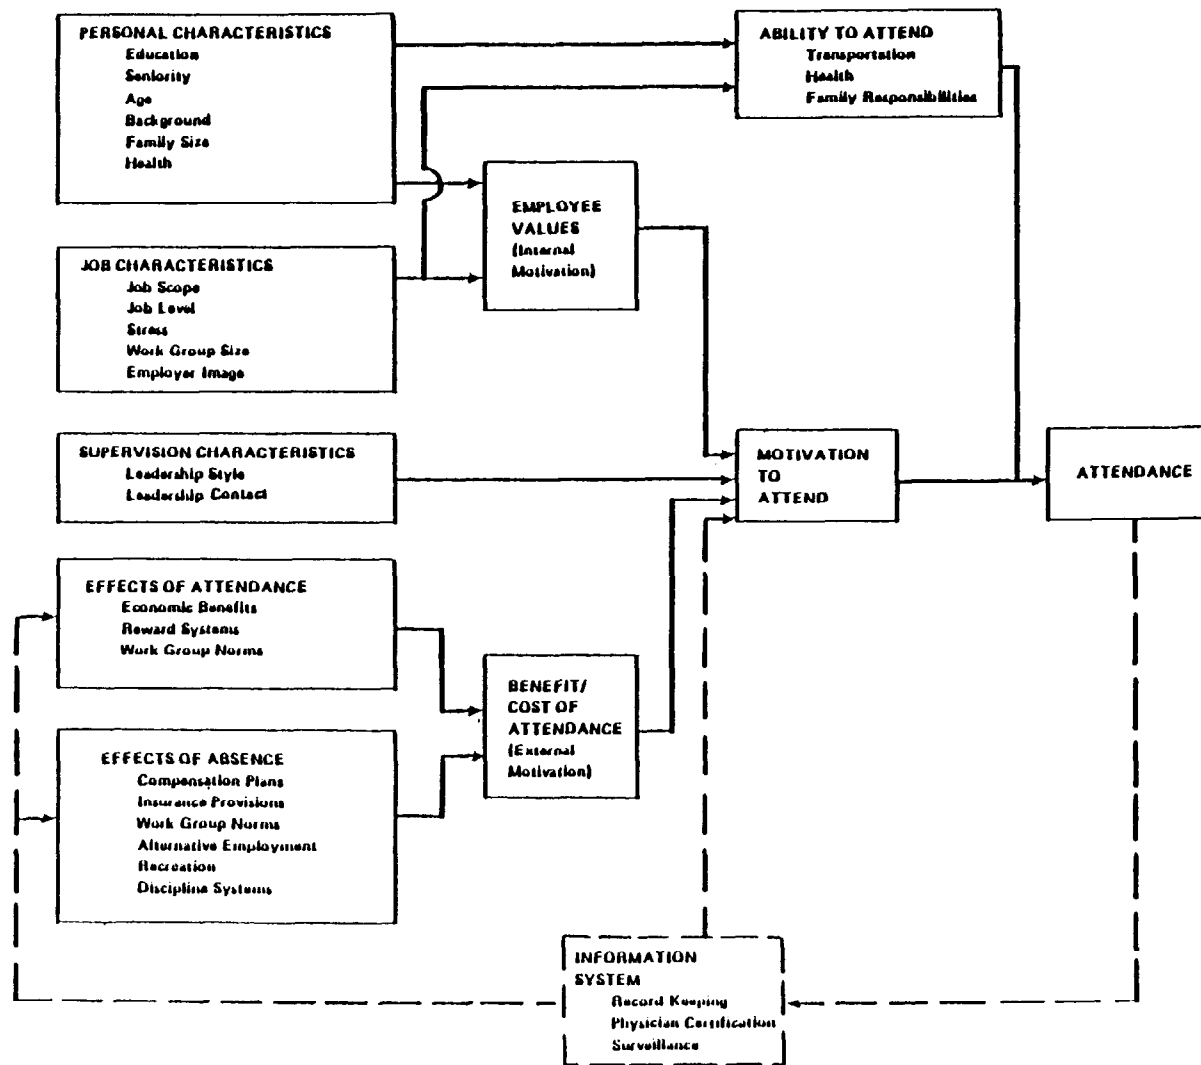 PERSONAL CHARACTERISTICS
Education
Seniority
Age
Background
Family Size
Health
ABILITY TO ATTEND
Transportation
Health
Family Responsibilities
EMPLOYEE
VALUES
(Internal
Motivation)
JOB CHARACTERISTICS
Job Scope
Job Level
Stress
Work Group Size
Employer Image
SUPERVISION CHARACTERISTICS
Leadership Style
Leadership Contact
MOTIVATION
TO
ATTEND
ATTENDANCE
EFFECTS OF ATTENDANCE
Economic Benefits
Reward Systems
Work Group Norms
BENEFIT/
COST OF
ATTENDANCE
(External
Motivation)
EFFECTS OF ABSENCE
Compensation Plans
Insurance Provisions
Work Group Norms
Alternative Employment
Recreation
Discipline Systems
INFORMATION
SYSTEM
Record Keeping
Physician Certification
Surveillance